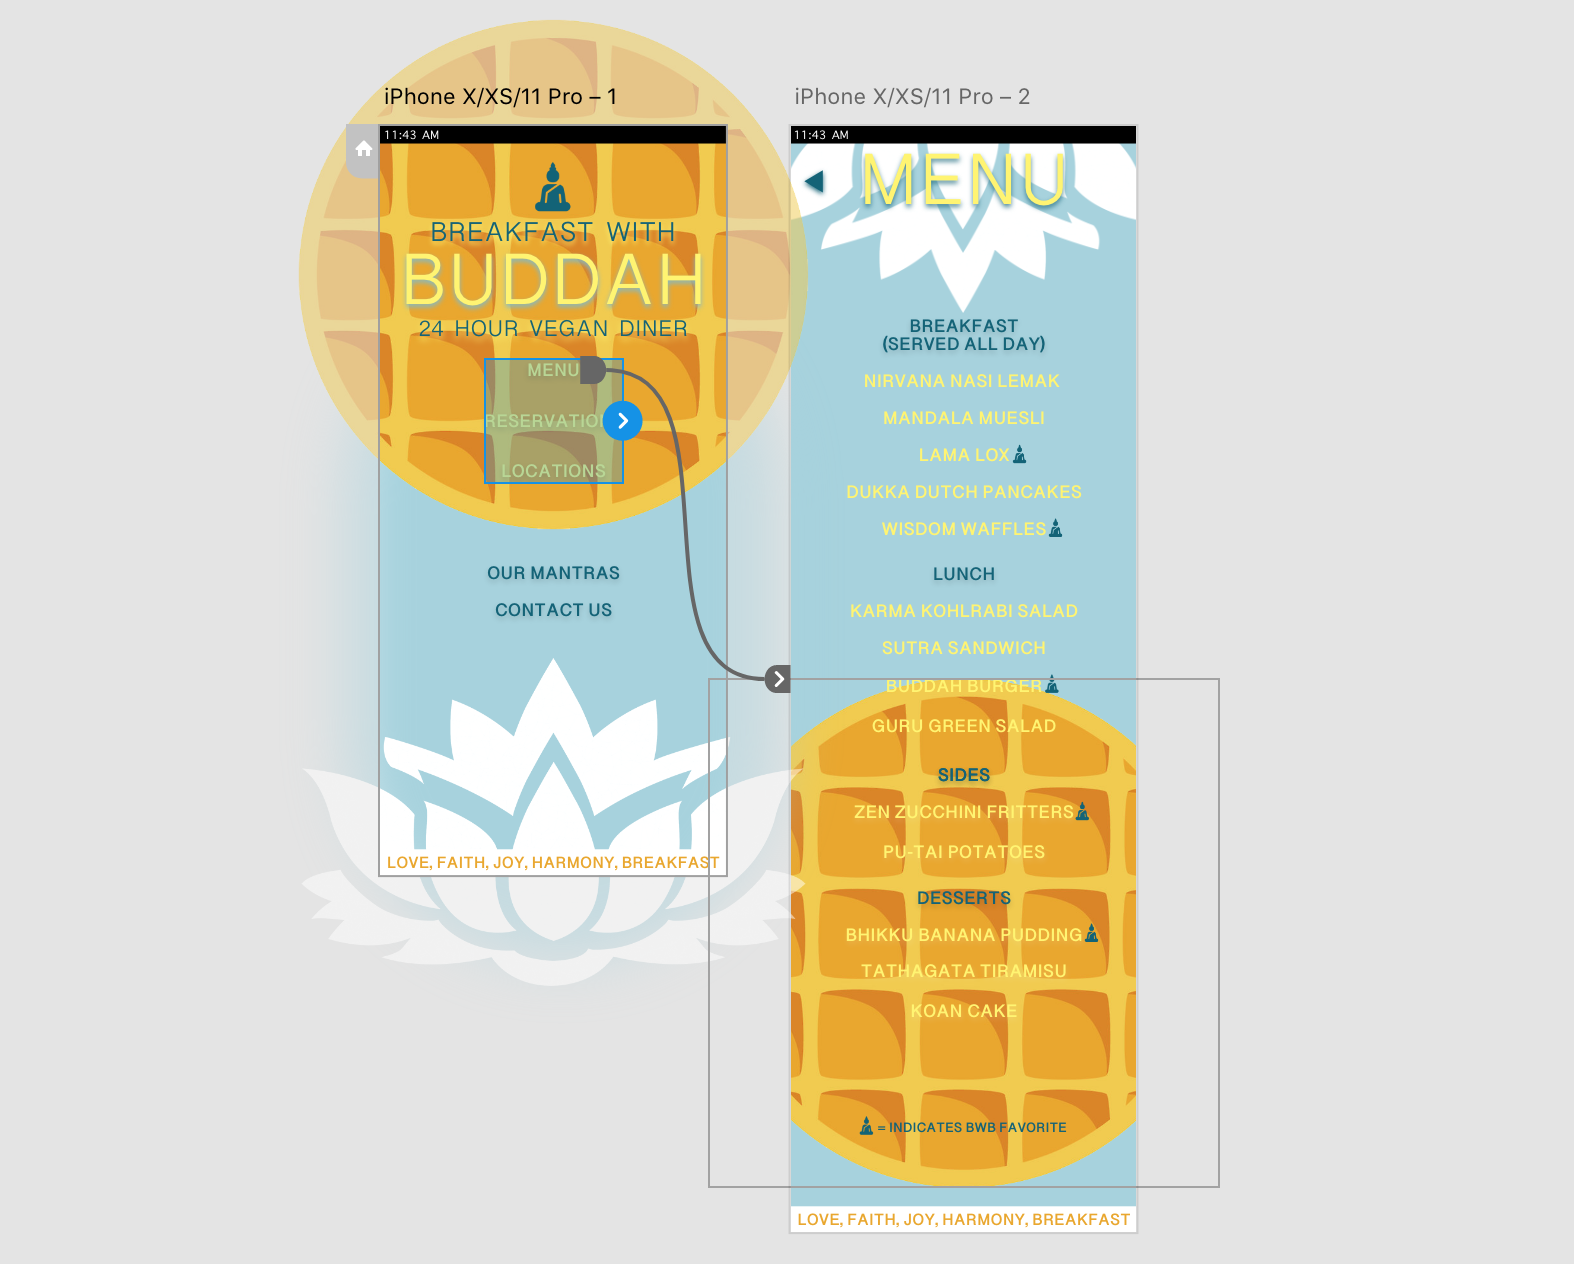 iPhone X/XS/11 Pro – 1
11:43 AM
BREAKFAST WITH
BUDDAH
24 HOUR VEGAN DINER
MENU
LOCATIONS
OUR MANTRAS
CONTACT US
LOVE, FAITH, JOY, HARMONY, BREAKFAST
iPhone X/XS/11 Pro – 2
11:43 AM
MENU
BREAKFAST
(SERVED ALL DAY)
NIRVANA NASI LEMAK
MANDALA MUESLI
LAMA LOX
DUKKA DUTCH PANCAKES
WISDOM WAFFLES
LUNCH
KARMA KOHLRABI SALAD
SUTRA SANDWICH
BUDDAH BURGER
GURU GREEN SALAD
SIDES
ZEN ZUCCHINI FRITTERS
PU-TAI POTATOES
DESSERTS
BHIKKU BANANA PUDDING
TATHAGATA TIRAMISU
KOAN CAKE
= INDICATES BWB FAVORITE
LOVE, FAITH, JOY, HARMONY, BREAKFAST